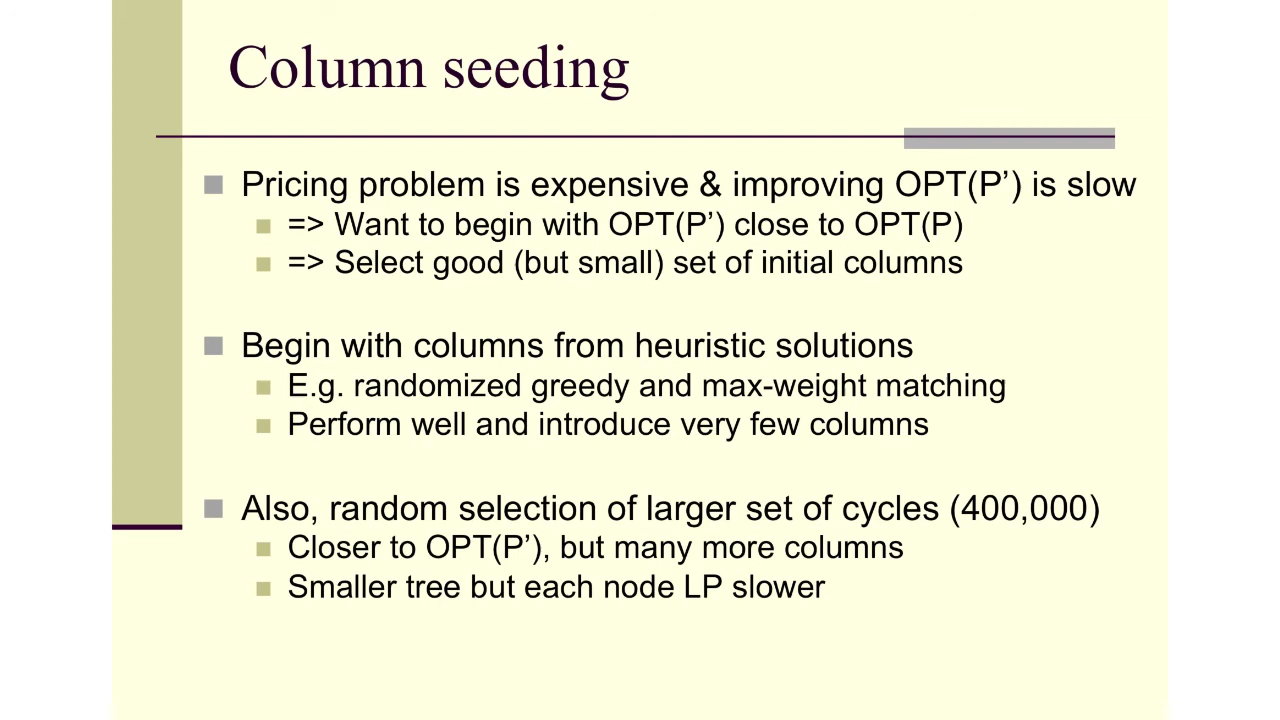 Column seeding
Pricing problem is expensive & improving OPT(P’) is slow
=> Want to begin with OPT(P’) close to OPT(P)
=> Select good (but small) set of initial columns
Begin with columns from heuristic solutions
E.g. randomized greedy and max-weight matching
Perform well and introduce very few columns
Also, random selection of larger set of cycles (400,000)
Closer to OPT(P’), but many more columns
Smaller tree but each node LP slower